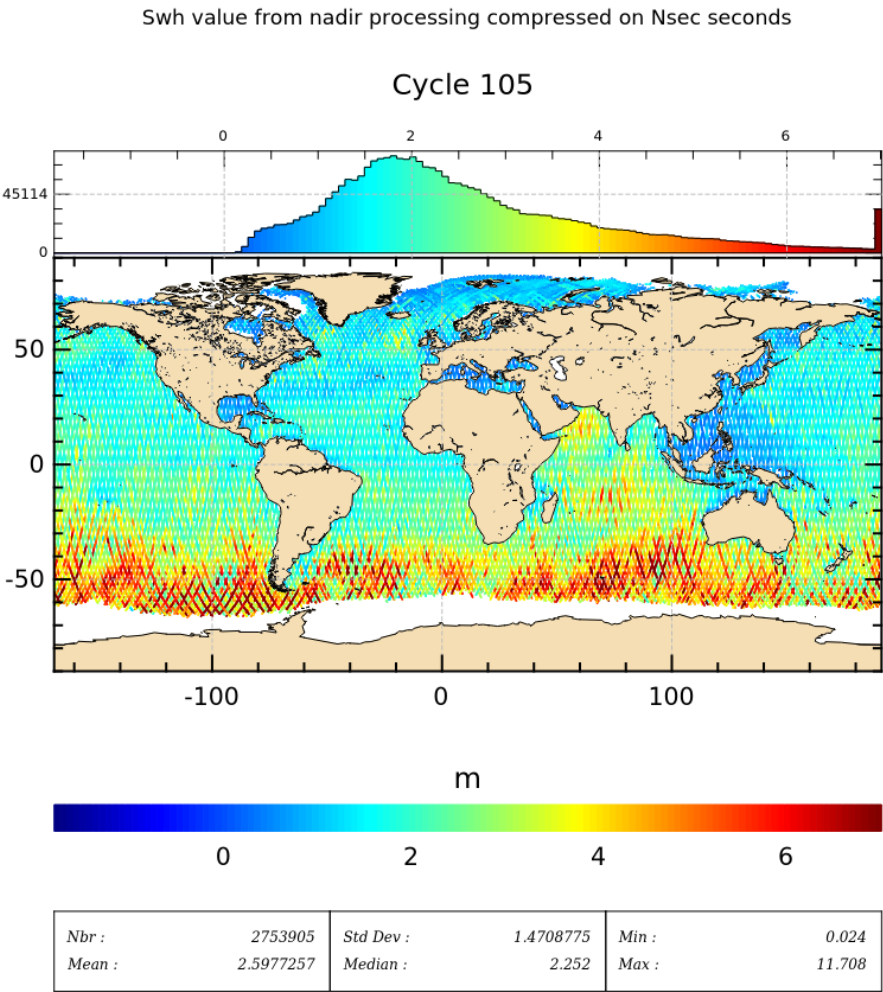 Swh value from nadir processing compressed on Nsec seconds
Cycle 105
0 2 4 6
45114
0
50
0
-50
-100 0 100
m
0 2 4 6
Nbr : 2753905 Std Dev : 1.4708775 Min : 0.024
Mean : 2.5977257 Median : 2.252 Max : 11.708